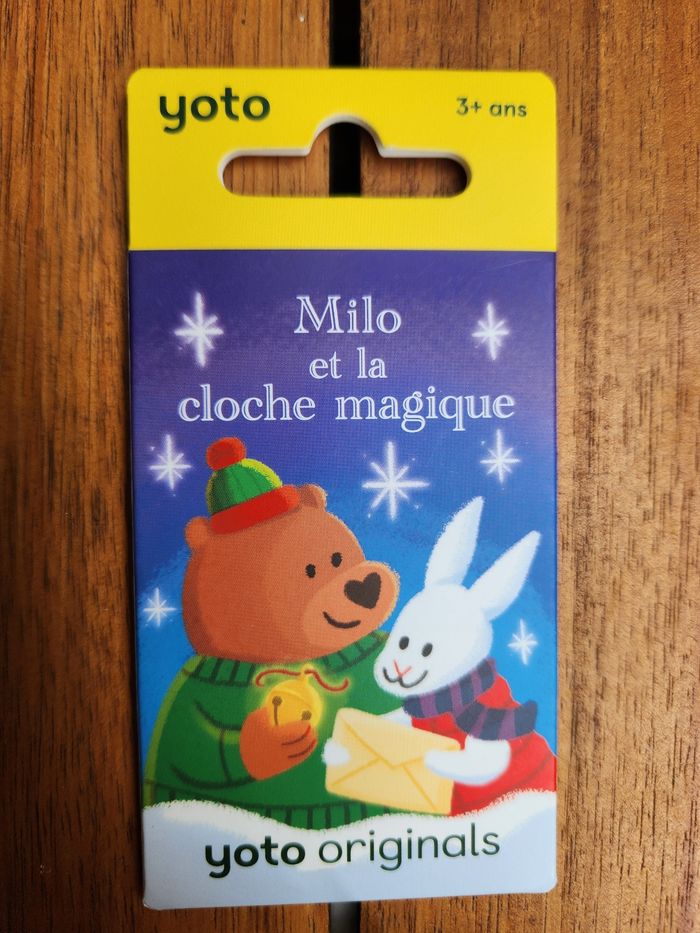 yoto
3+ ans
Milo
et la
cloche magique
yoto originals